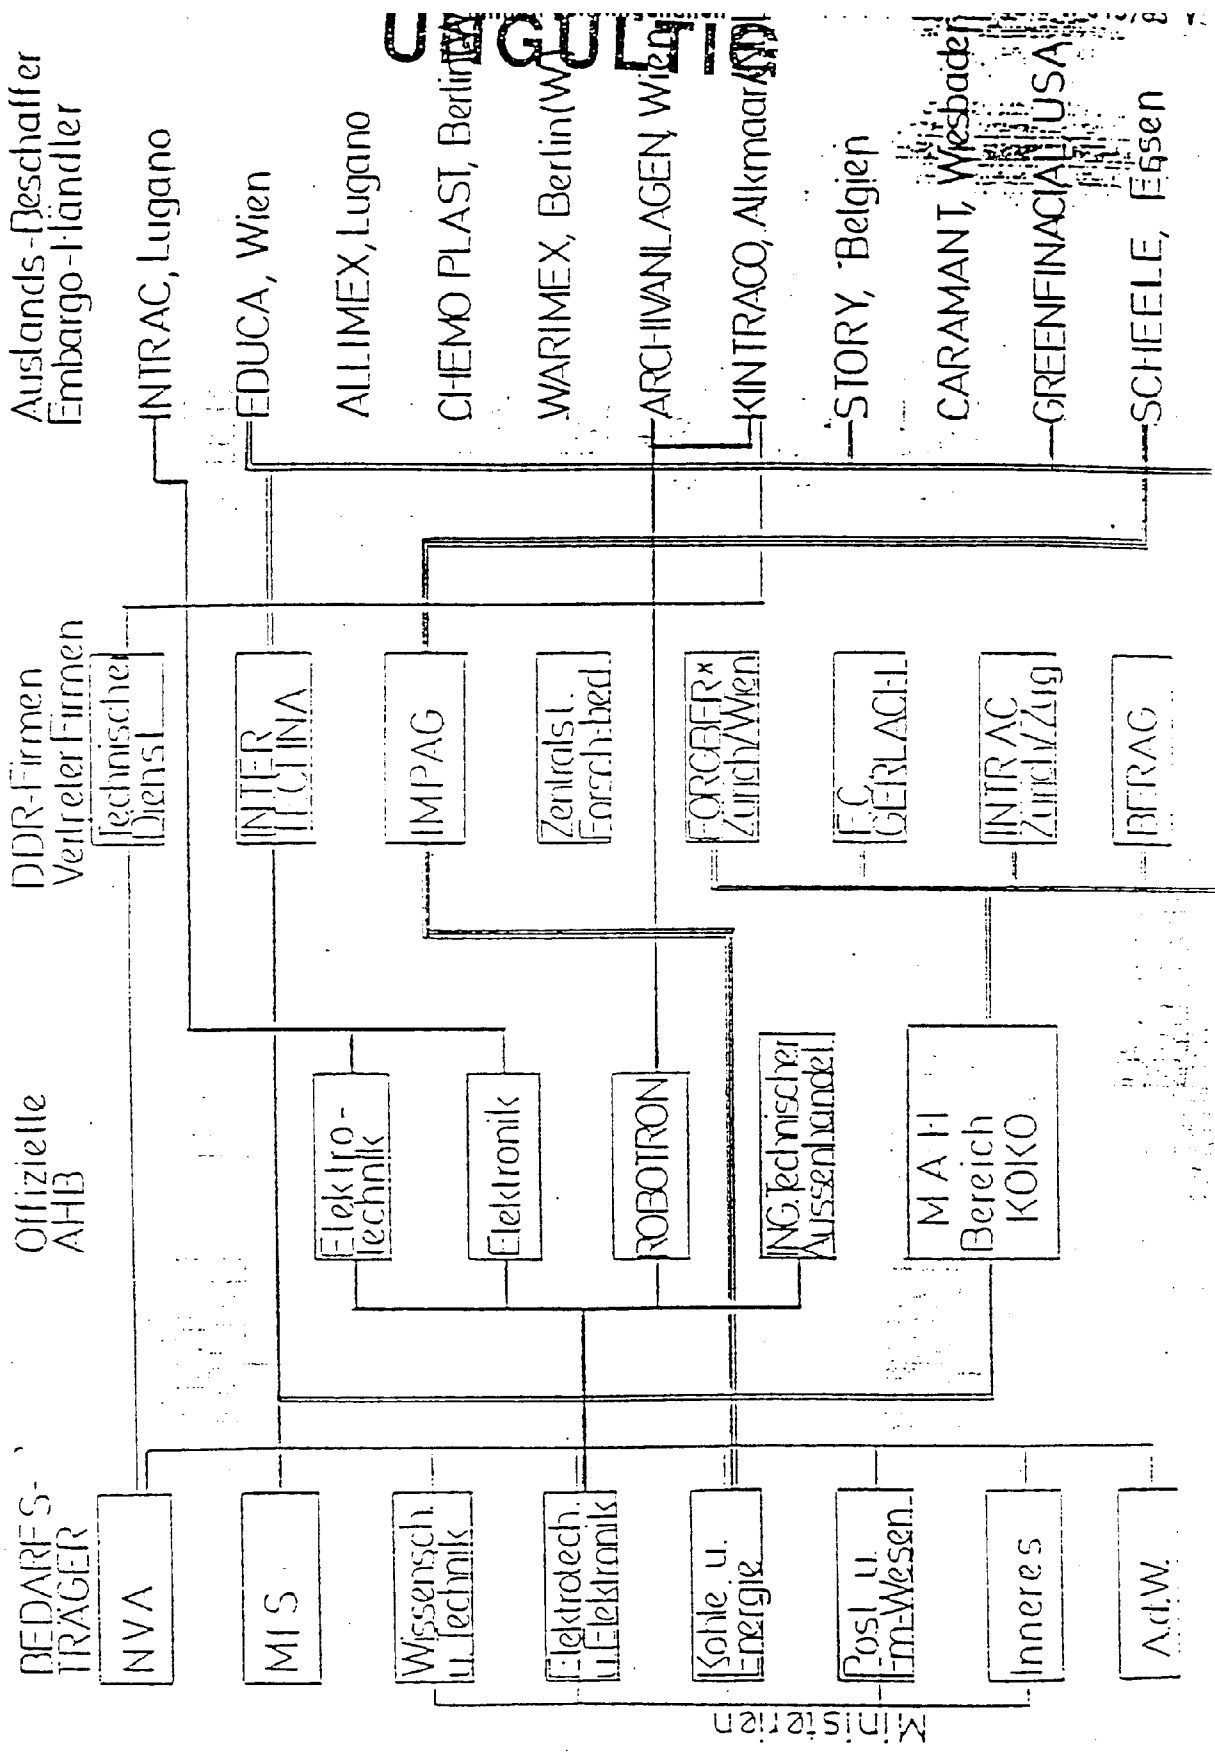 BEDARFS-
TRÄGER
NVA
MIS
Wissensch.
u. Technik
Elektrotech.
u. Elektronik
Kohle u.
Energie
Post u.
Fm-Wesen
Inneres
A.d.W.
Ministerien
Offizielle
AHB
Elektro-
technik
Elektronik
ROBOTRON
ING. Technischer
Aussenhandel
MAH
Bereich
KOKO
DDR-Firmen
Vertreter Firmen
Technischer
Dienst
INTER
TECHNA
IMPAG
Zentralst.
Forsch-bed.
FORGBER*
Zürich/Wien
F.C.
GERLACH
INTRAC
Zürich/Zug
BERAG
Auslands-Beschaffer
Embargo-Händler
INTRAC, Lugano
EDUCA, Wien
ALLIMEX, Lugano
CHEMO PLAST, Berlin(W)
WARIMEX, Berlin(W)
ARCHIVANLAGEN, Wien
KINTRACO, Alkmaar
STORY, Belgien
CARAMANT, Wiesbaden
GREENFINACIAL, USA
SCHEELE, Essen
UNGÜLTIG